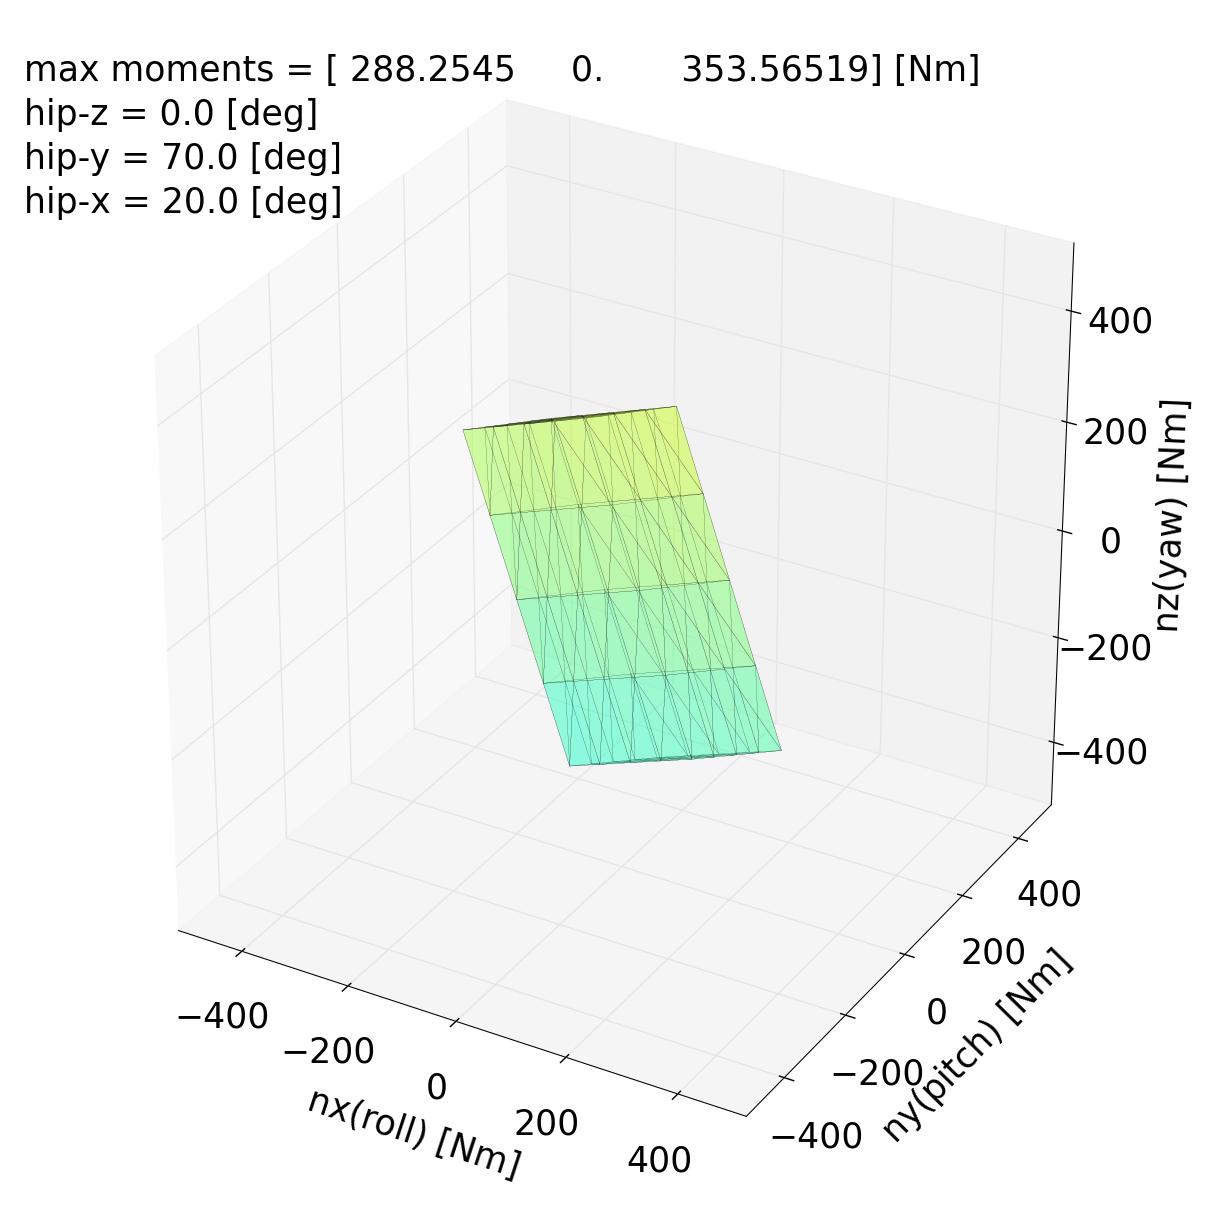 max moments = [ 288.2545 0. 353.56519] [Nm]
hip-z = 0.0 [deg]
hip-y = 70.0 [deg]
hip-x = 20.0 [deg]
400
200
0
−200
−400
nz(yaw) [Nm]
400
200
0
−200
−400
ny(pitch) [Nm]
−400
−200
0
200
400
nx(roll) [Nm]